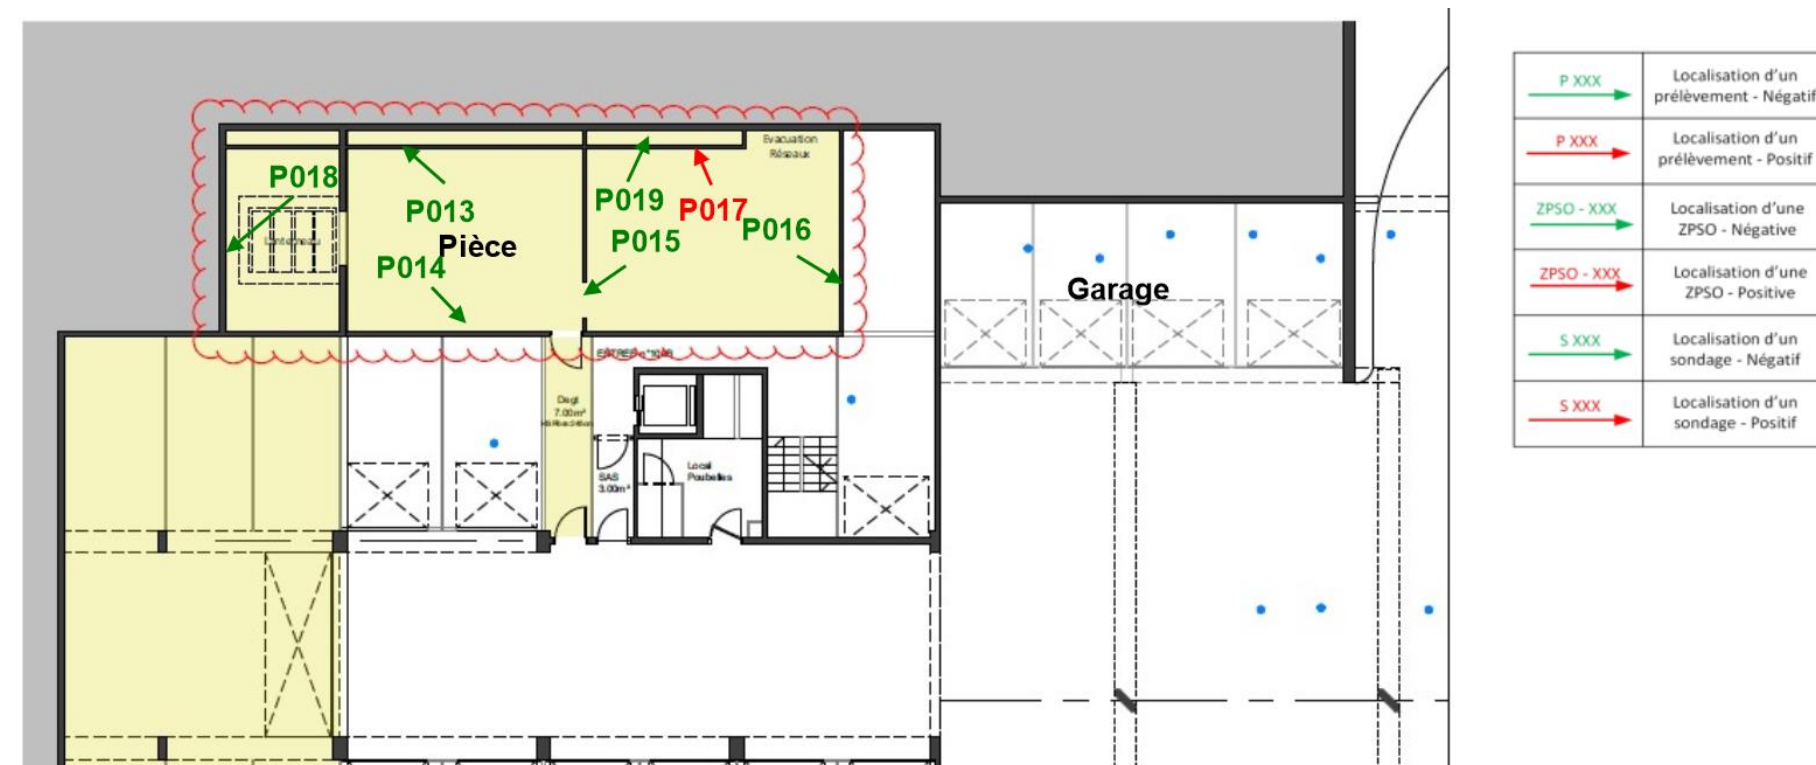 Evacuation
Réseaux
P018
P013
P019
P017
P016
P015
Pièce
P014
Garage
Degt
7.00m²
SAS
3.00m²
Local
Poubelles
P XXX
Localisation d’un
prélèvement - Négatif
P XXX
Localisation d’un
prélèvement - Positif
ZPSO - XXX
Localisation d’une
ZPSO - Négative
ZPSO - XXX
Localisation d’une
ZPSO - Positive
S XXX
Localisation d’un
sondage - Négatif
S XXX
Localisation d’un
sondage - Positif